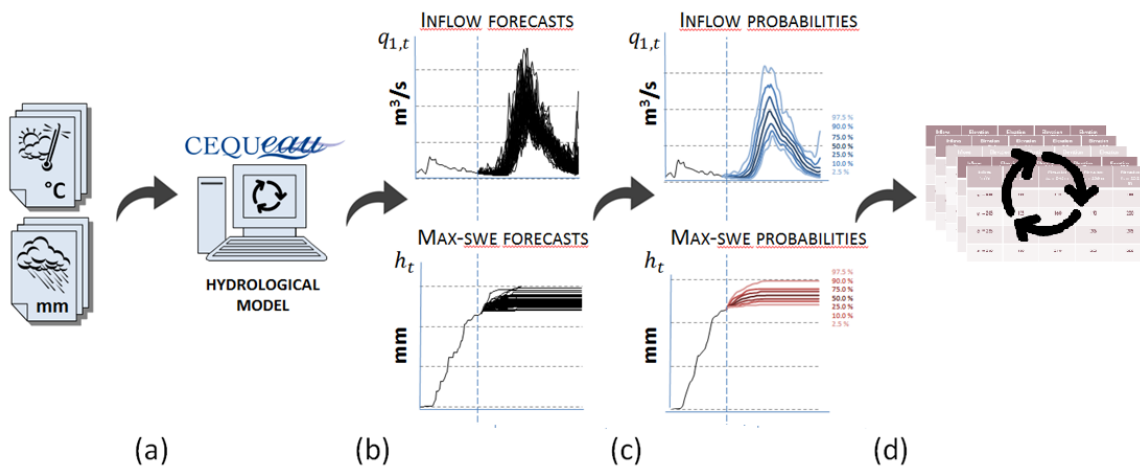 °C
mm
CEQUeau
HYDROLOGICAL
MODEL
INFLOW FORECASTS
q1,t
m³/s
MAX-SWE FORECASTS
ht
mm
INFLOW PROBABILITIES
q1,t
m³/s
97.5 %
90.0 %
75.0 %
50.0 %
25.0 %
10.0 %
2.5 %
MAX-SWE PROBABILITIES
ht
mm
97.5 %
90.0 %
75.0 %
50.0 %
25.0 %
10.0 %
2.5 %
(a)
(b)
(c)
(d)